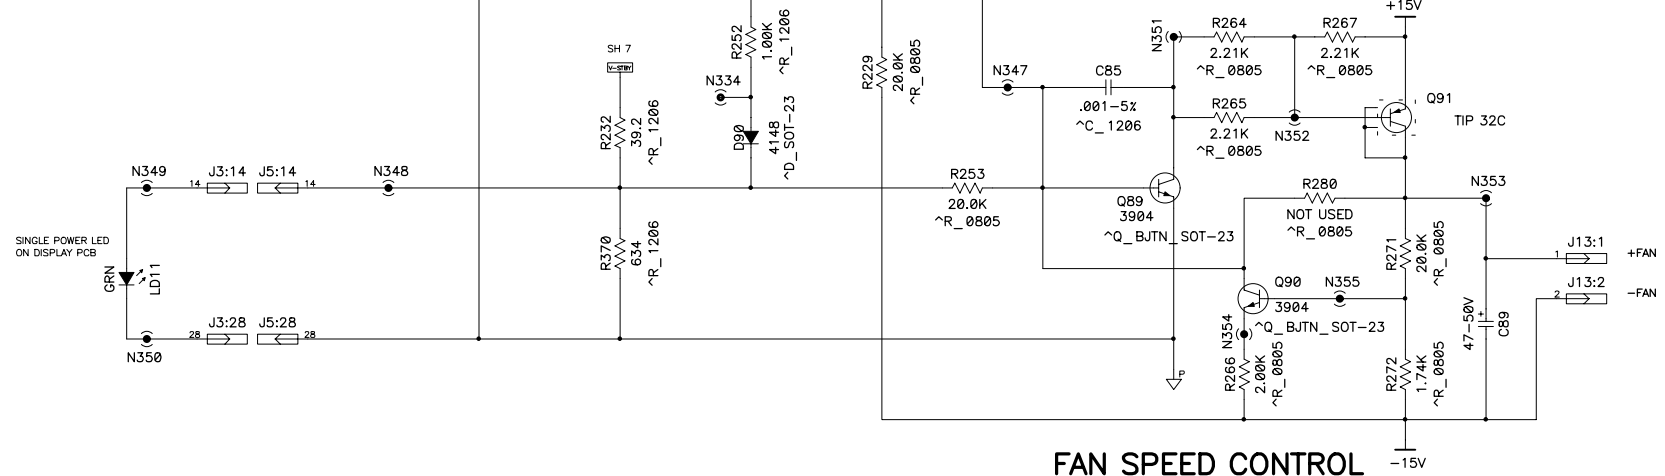 +15V
R252
1.00K
^R_1206
N351
R264
2.21K
^R_0805
R267
2.21K
^R_0805
SH 7
V-STBY
R229
20.0K
^R_0805
N334
N347
C85
.001-5%
^C_1206
R265
2.21K
^R_0805
N352
Q91
TIP 32C
R232
39.2
^R_1206
D90
4148
^D_SOT-23
N349
J3:14
J5:14
14
14
N348
R253
20.0K
^R_0805
Q89
3904
^Q_BJTN_SOT-23
R280
NOT USED
^R_0805
N353
SINGLE POWER LED
ON DISPLAY PCB
GRN
LD11
R370
634
^R_1206
R271
20.0K
^R_0805
J13:1
1
+FAN
J13:2
2
-FAN
Q90
3904
^Q_BJTN_SOT-23
N355
N354
R266
2.00K
^R_0805
R272
1.74K
^R_0805
47-50V
+
C89
N350
J3:28
J5:28
28
28
P
-15V
FAN SPEED CONTROL